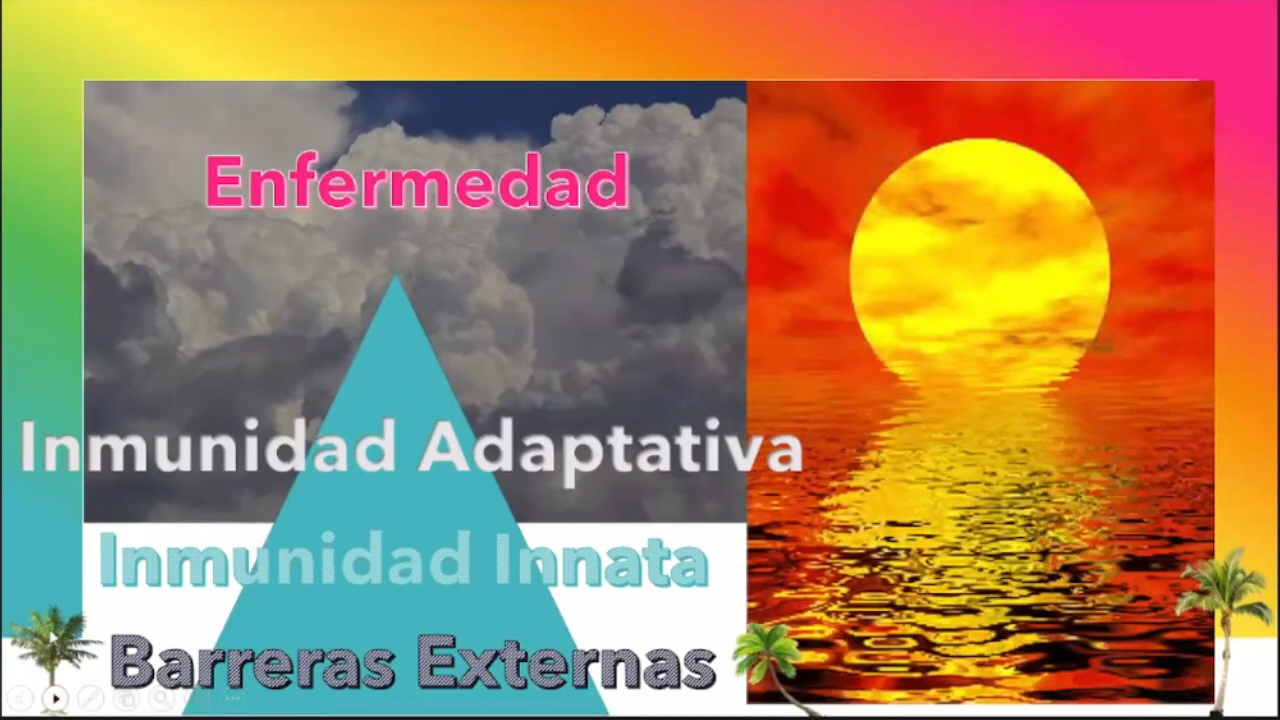 Enfermedad
Inmunidad Adaptativa
Inmunidad Innata
Barreras Externas